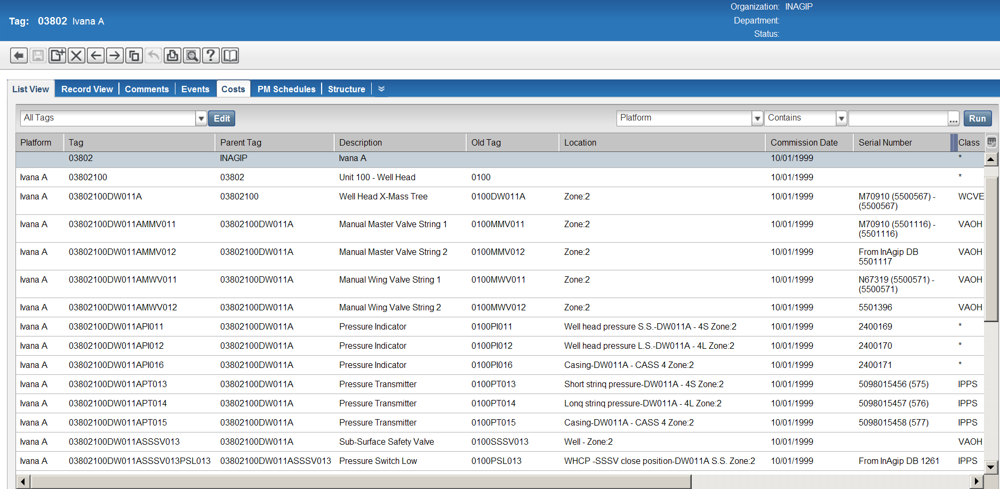 Organization: INAGIP
Tag: 03802 Ivana A
Department:
Status:
List View Record View Comments Events Costs PM Schedules Structure
All Tags Edit Platform Contains ... Run
Platform Tag Parent Tag Description Old Tag Location Commission Date Serial Number Class
03802 INAGIP Ivana A 10/01/1999 *
Ivana A 03802100 03802 Unit 100 - Well Head 0100 10/01/1999 *
Ivana A 03802100DW011A 03802100 Well Head X-Mass Tree 0100DW011A Zone:2 10/01/1999 M70910 (5500567) - WCVE
(5500567)
Ivana A 03802100DW011AMMV011 03802100DW011A Manual Master Valve String 1 0100MMV011 Zone:2 10/01/1999 M70910 (5501116) - VAOH
(5501116)
Ivana A 03802100DW011AMMV012 03802100DW011A Manual Master Valve String 2 0100MMV012 Zone:2 10/01/1999 From InAgip DB VAOH
5501117
Ivana A 03802100DW011AMWV011 03802100DW011A Manual Wing Valve String 1 0100MWV011 Zone:2 10/01/1999 N67319 (5500571) - VAOH
(5500571)
Ivana A 03802100DW011AMWV012 03802100DW011A Manual Wing Valve String 2 0100MWV012 Zone:2 10/01/1999 5501396 VAOH
Ivana A 03802100DW011API011 03802100DW011A Pressure Indicator 0100PI011 Well head pressure S.S.-DW011A - 4S Zone:2 10/01/1999 2400169 *
Ivana A 03802100DW011API012 03802100DW011A Pressure Indicator 0100PI012 Well head pressure L.S.-DW011A - 4L Zone:2 10/01/1999 2400170 *
Ivana A 03802100DW011API016 03802100DW011A Pressure Indicator 0100PI016 Casing-DW011A - CASS 4 Zone:2 10/01/1999 2400171 *
Ivana A 03802100DW011APT013 03802100DW011A Pressure Transmitter 0100PT013 Short string pressure-DW011A - 4S Zone:2 10/01/1999 5098015456 (575) IPPS
Ivana A 03802100DW011APT014 03802100DW011A Pressure Transmitter 0100PT014 Long string pressure-DW011A - 4L Zone:2 10/01/1999 5098015457 (576) IPPS
Ivana A 03802100DW011APT015 03802100DW011A Pressure Transmitter 0100PT015 Casing-DW011A - CASS 4 Zone:2 10/01/1999 5098015458 (577) IPPS
Ivana A 03802100DW011ASSSV013 03802100DW011A Sub-Surface Safety Valve 0100SSSV013 Well - Zone:2 10/01/1999 VAOH
Ivana A 03802100DW011ASSSV013PSL013 03802100DW011ASSSV013 Pressure Switch Low 0100PSL013 WHCP -SSSV close position-DW011A S.S. Zone:2 10/01/1999 From InAgip DB 1261 IPPS